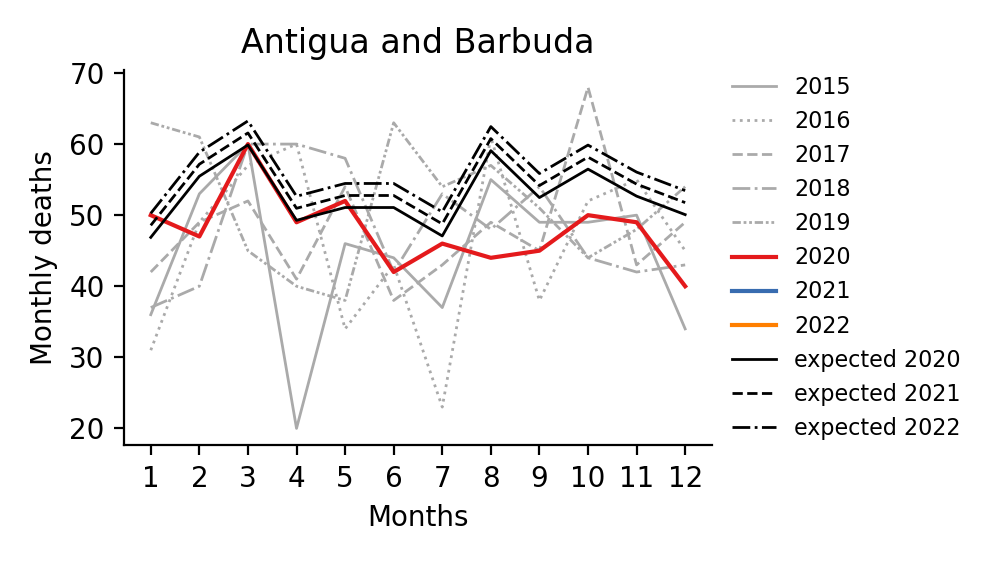 Antigua and Barbuda
Monthly deaths
70
60
50
40
30
20
1 2 3 4 5 6 7 8 9 10 11 12
Months
2015
2016
2017
2018
2019
2020
2021
2022
expected 2020
expected 2021
expected 2022